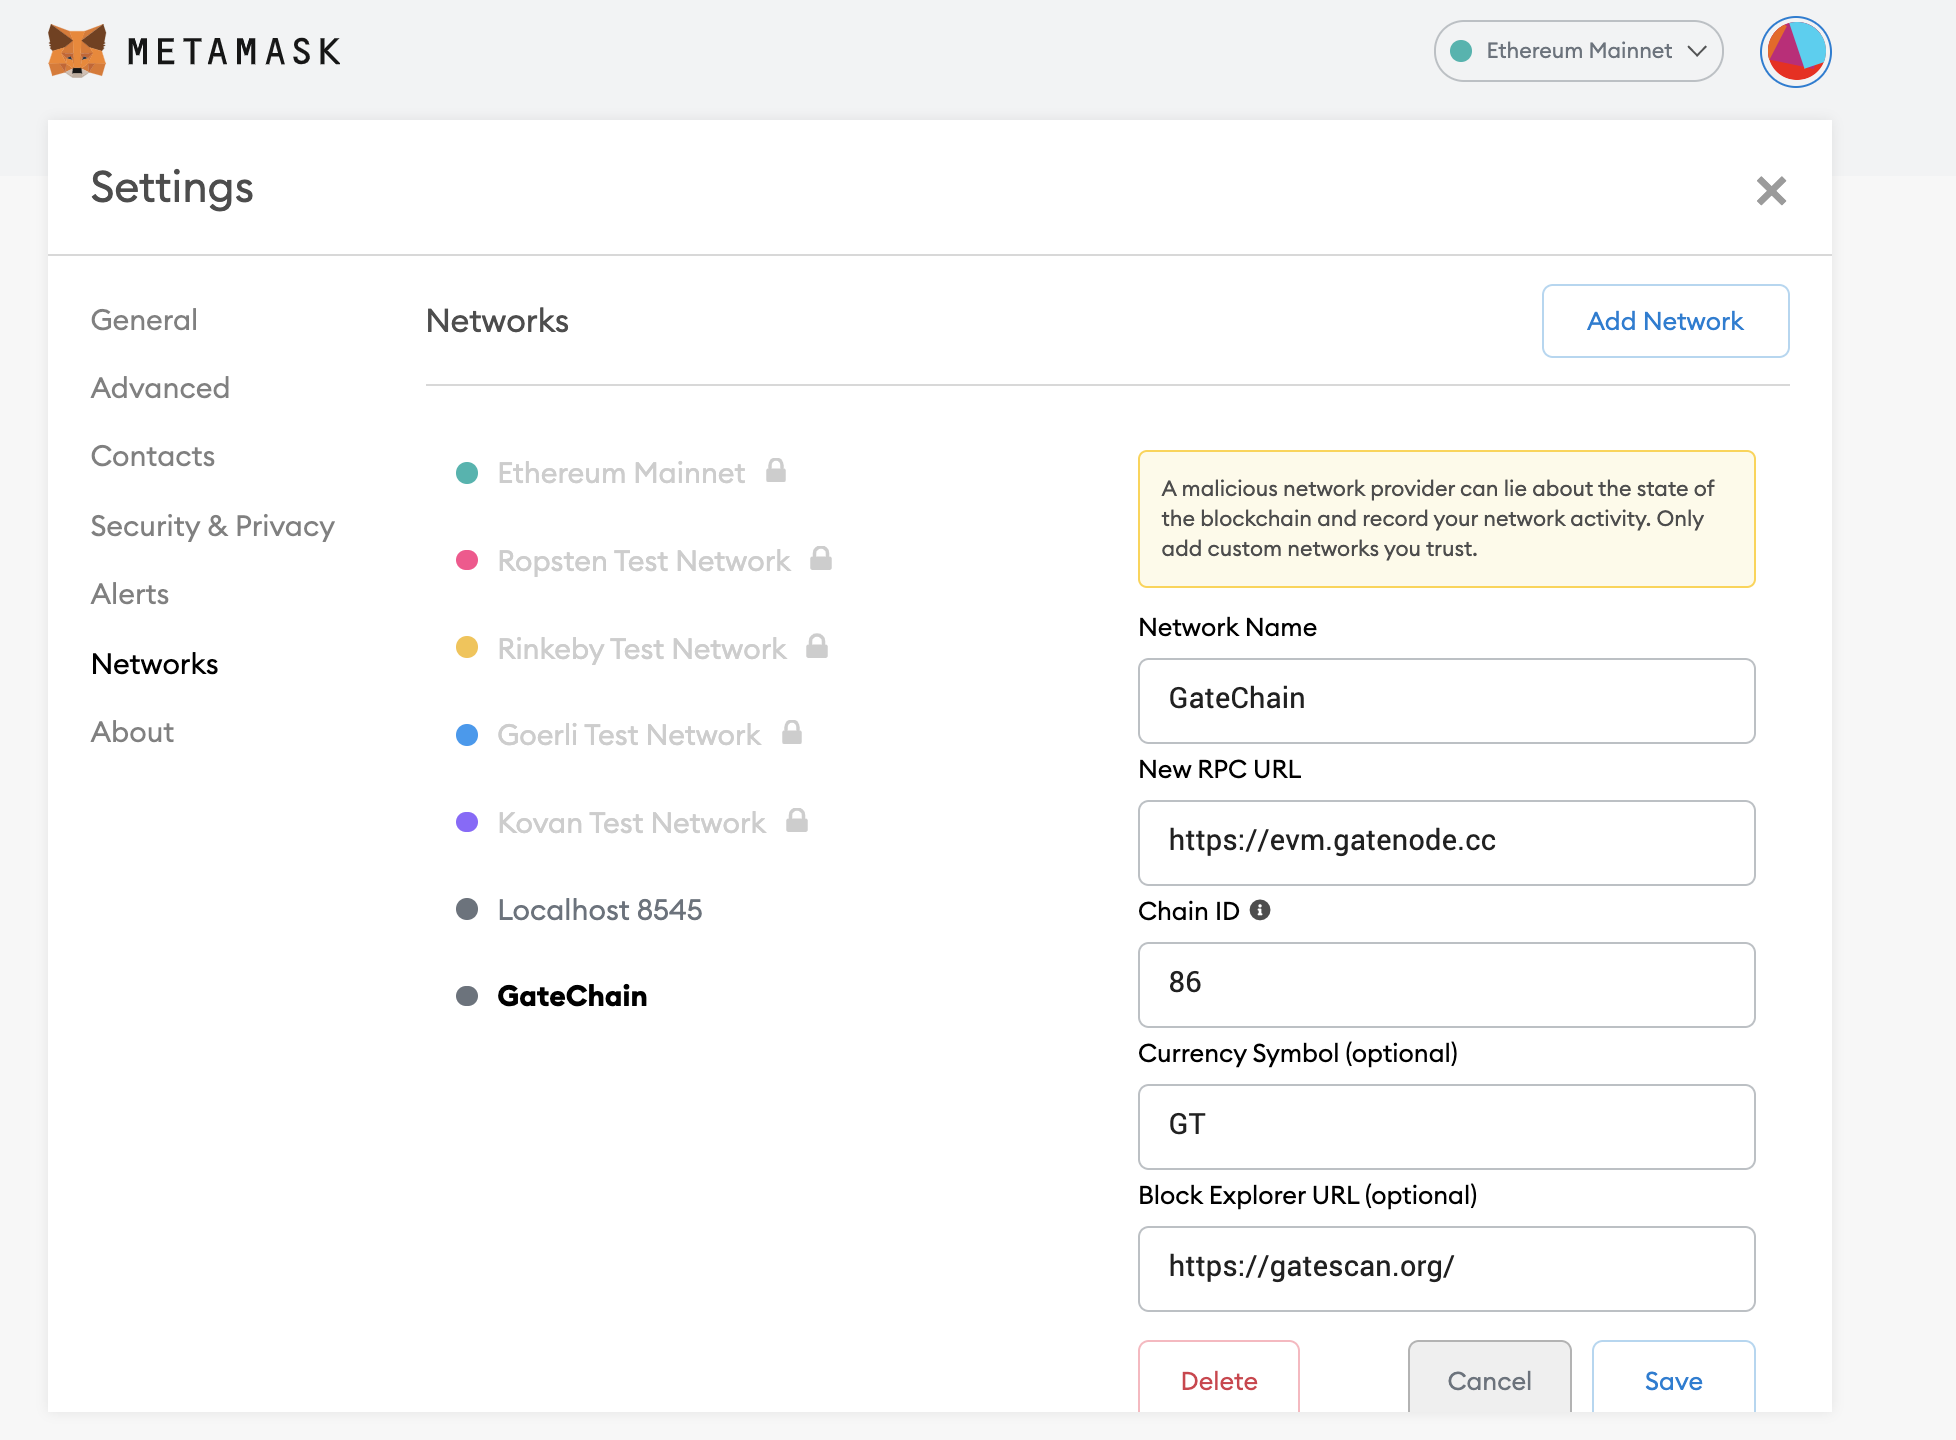 METAMASK
Ethereum Mainnet
Settings
General
Advanced
Contacts
Security & Privacy
Alerts
Networks
About
Networks
Add Network
Ethereum Mainnet
Ropsten Test Network
Rinkeby Test Network
Goerli Test Network
Kovan Test Network
Localhost 8545
GateChain
A malicious network provider can lie about the state of
the blockchain and record your network activity. Only
add custom networks you trust.
Network Name
GateChain
New RPC URL
https://evm.gatenode.cc
Chain ID
86
Currency Symbol (optional)
GT
Block Explorer URL (optional)
https://gatescan.org/
Delete
Cancel
Save